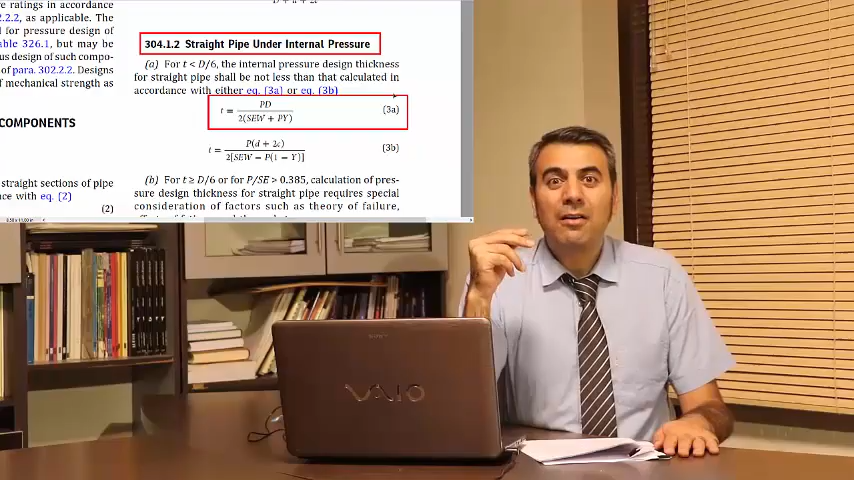 e ratings in accordance
2.2.2, as applicable. The
l for pressure design of
able 326.1, but may be
us design of such compo-
of para. 302.2.2. Designs
of mechanical strength as
COMPONENTS
straight sections of pipe
nce with eq. (2)
(2)
304.1.2 Straight Pipe Under Internal Pressure
(a) For t < D/6, the internal pressure design thickness
for straight pipe shall be not less than that calculated in
accordance with either eq. (3a) or eq. (3b)
t = PD / 2(SEW + PY) (3a)
t = P(d + 2c) / 2[SEW − P(1 − Y)] (3b)
(b) For t ≥ D/6 or for P/SE > 0.385, calculation of pres-
sure design thickness for straight pipe requires special
consideration of factors such as theory of failure,
VAIO